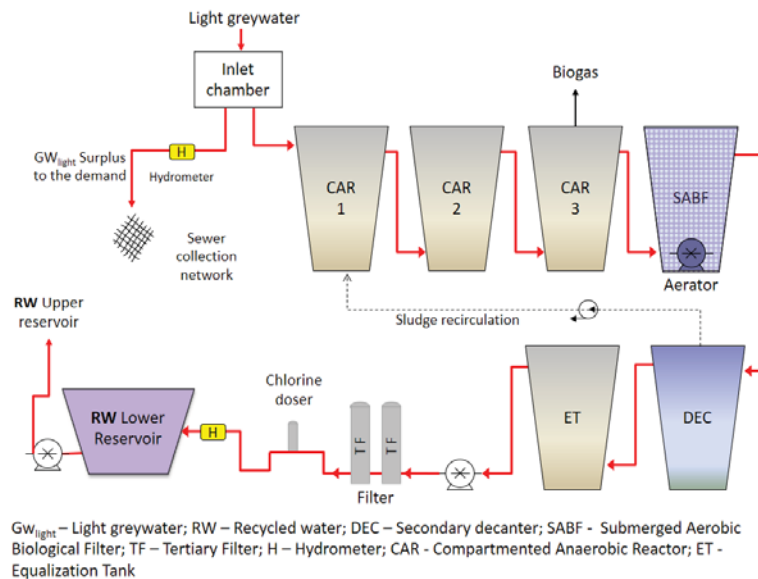 Light greywater
Inlet
chamber
Biogas
GWlight Surplus
to the demand
H
Hydrometer
CAR
1
CAR
2
CAR
3
SABF
Sewer
collection
network
Aerator
RW Upper
reservoir
Sludge recirculation
Chlorine
doser
RW Lower
Reservoir
H
TF
TF
ET
DEC
Filter
Gwlight – Light greywater; RW – Recycled water; DEC – Secondary decanter; SABF - Submerged Aerobic
Biological Filter; TF – Tertiary Filter; H – Hydrometer; CAR - Compartmented Anaerobic Reactor; ET -
Equalization Tank